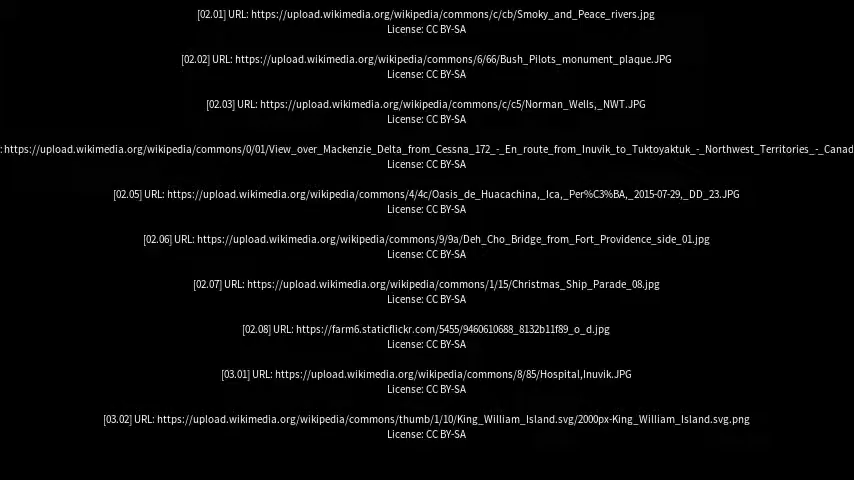 [02.01] URL: https://upload.wikimedia.org/wikipedia/commons/c/cb/Smoky_and_Peace_rivers.jpg
License: CC BY-SA
[02.02] URL: https://upload.wikimedia.org/wikipedia/commons/6/66/Bush_Pilots_monument_plaque.JPG
License: CC BY-SA
[02.03] URL: https://upload.wikimedia.org/wikipedia/commons/c/c5/Norman_Wells,_NWT.JPG
License: CC BY-SA
: https://upload.wikimedia.org/wikipedia/commons/0/01/View_over_Mackenzie_Delta_from_Cessna_172_-_En_route_from_Inuvik_to_Tuktoyaktuk_-_Northwest_Territories_-_Canad
License: CC BY-SA
[02.05] URL: https://upload.wikimedia.org/wikipedia/commons/4/4c/Oasis_de_Huacachina,_Ica,_Per%C3%BA,_2015-07-29,_DD_23.JPG
License: CC BY-SA
[02.06] URL: https://upload.wikimedia.org/wikipedia/commons/9/9a/Deh_Cho_Bridge_from_Fort_Providence_side_01.jpg
License: CC BY-SA
[02.07] URL: https://upload.wikimedia.org/wikipedia/commons/1/15/Christmas_Ship_Parade_08.jpg
License: CC BY-SA
[02.08] URL: https://farm6.staticflickr.com/5455/9460610688_8132b11f89_o_d.jpg
License: CC BY-SA
[03.01] URL: https://upload.wikimedia.org/wikipedia/commons/8/85/Hospital,Inuvik.JPG
License: CC BY-SA
[03.02] URL: https://upload.wikimedia.org/wikipedia/commons/thumb/1/10/King_William_Island.svg/2000px-King_William_Island.svg.png
License: CC BY-SA